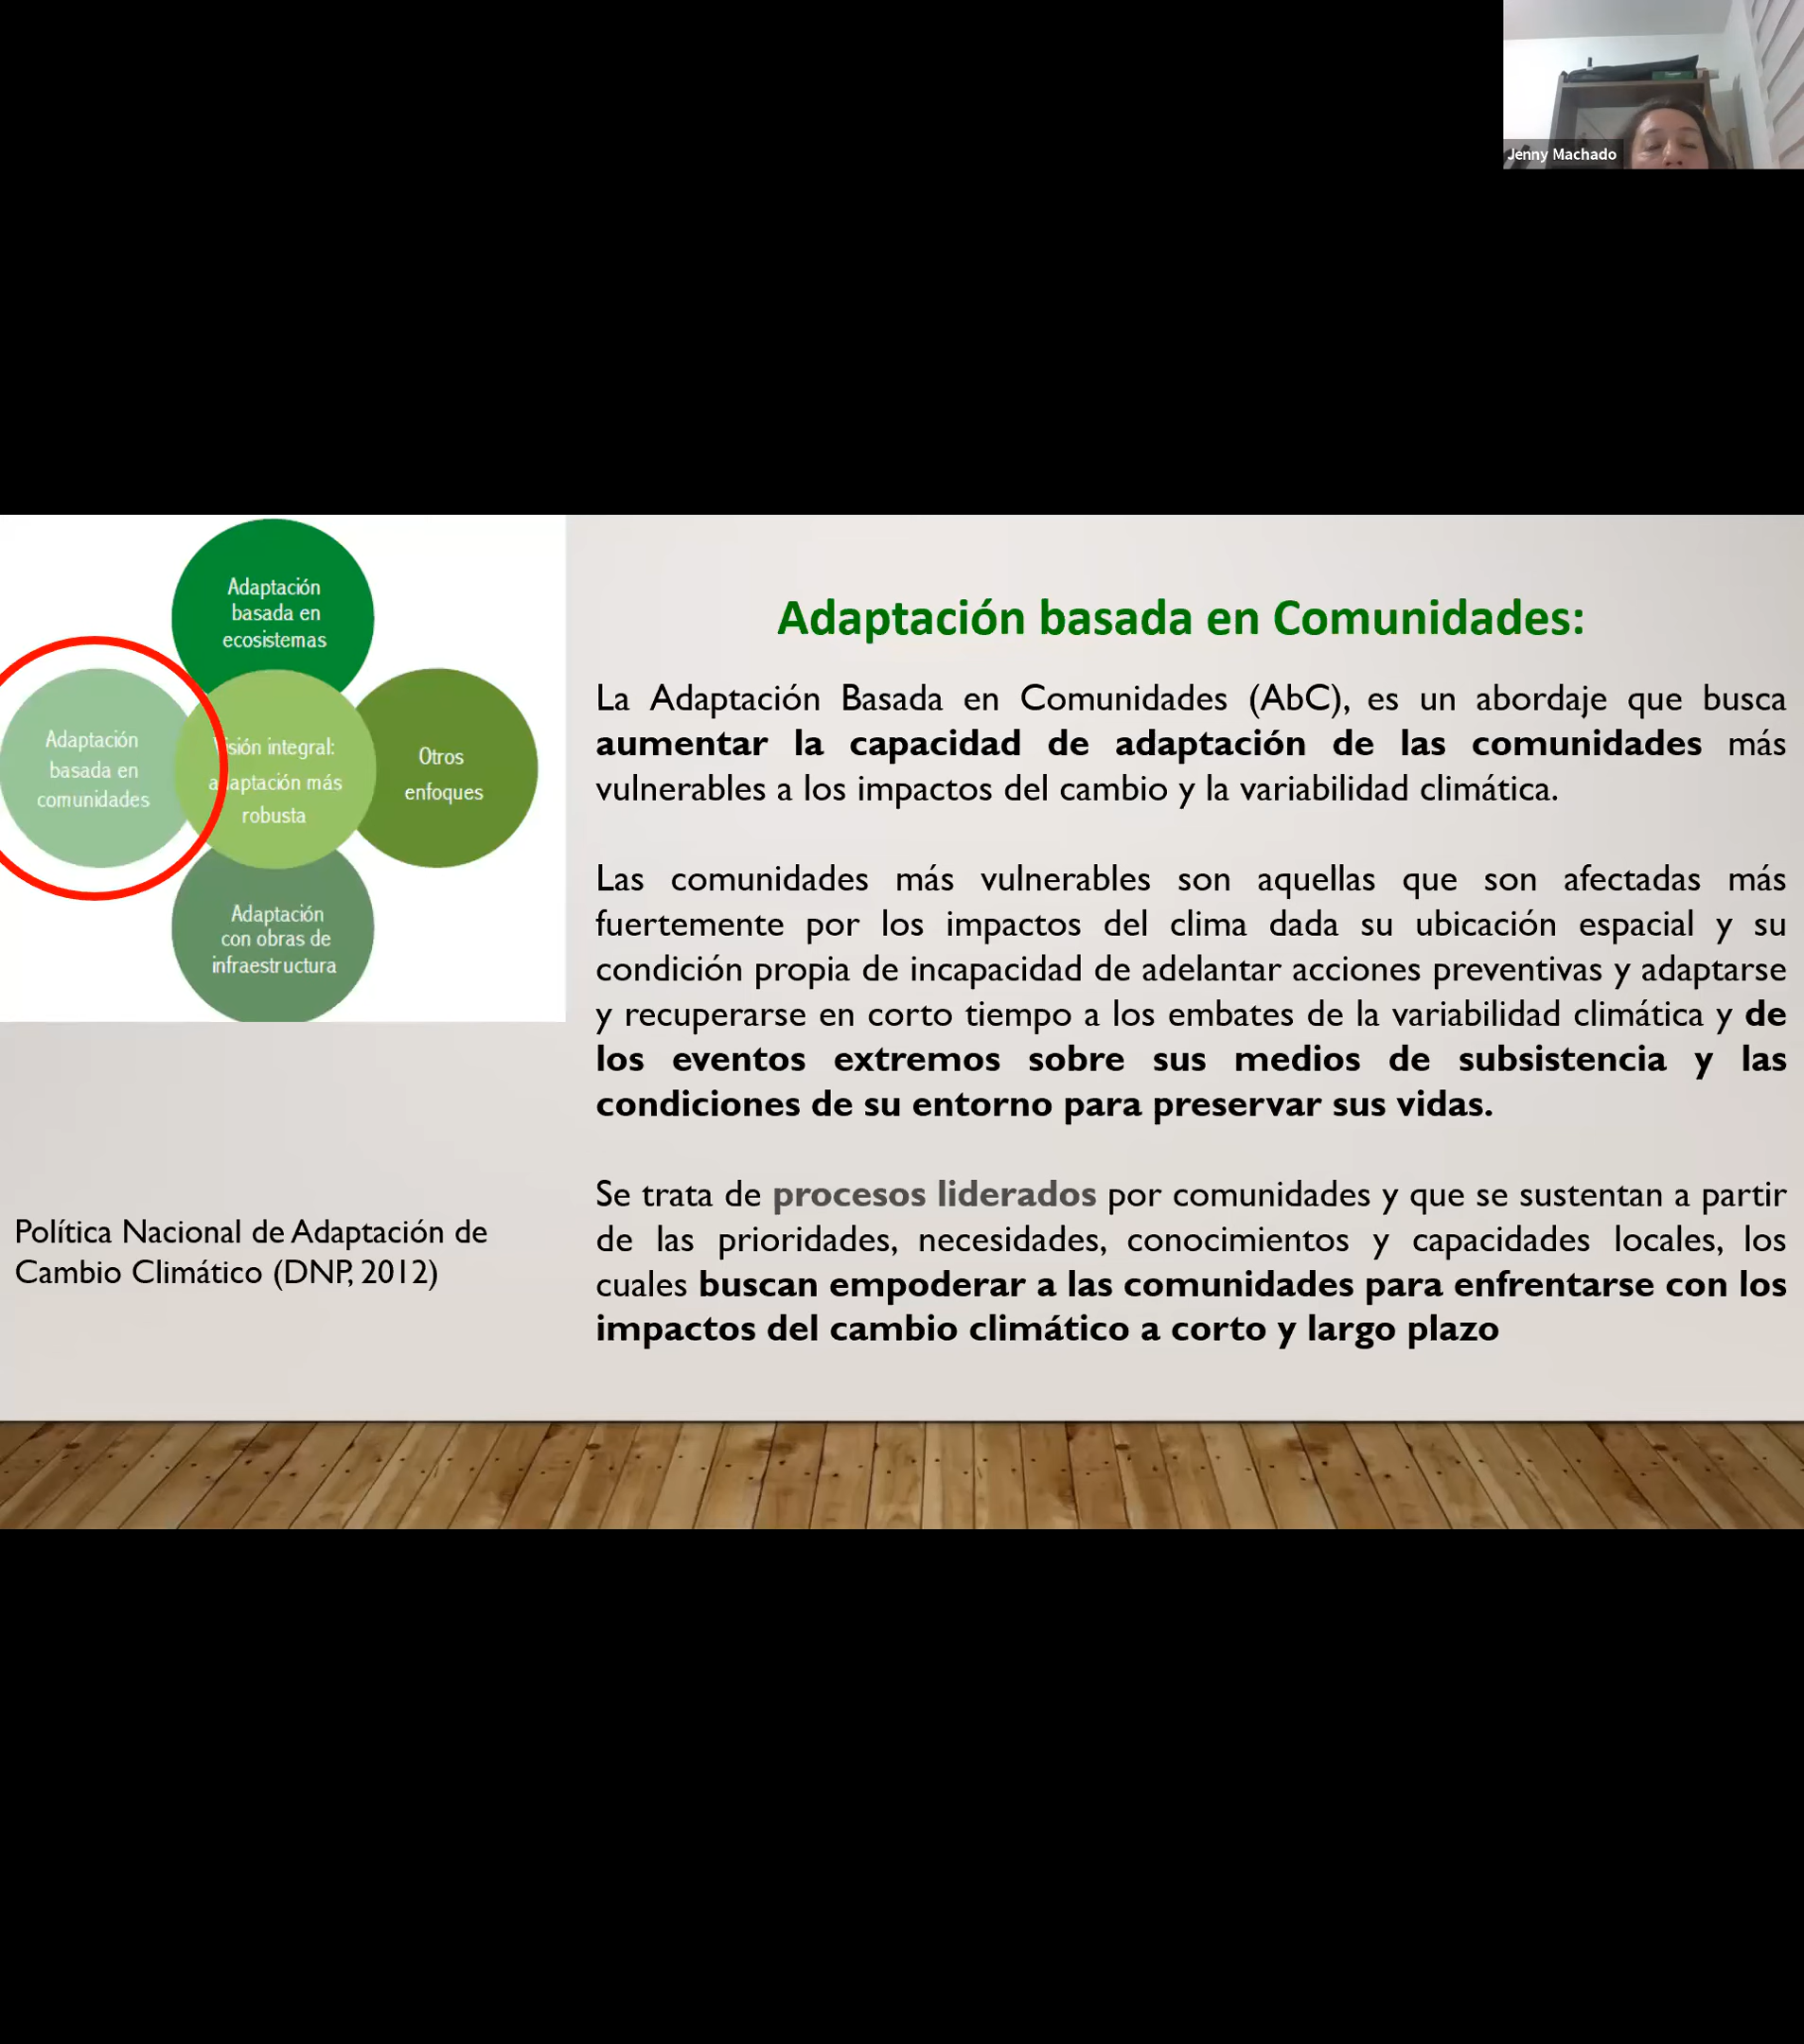 Jenny Machado
Adaptación
basada en
ecosistemas
Adaptación
basada en
comunidades
Visión integral:
adaptación más
robusta
Otros
enfoques
Adaptación
con obras de
infraestructura
Política Nacional de Adaptación de
Cambio Climático (DNP, 2012)
Adaptación basada en Comunidades:
La Adaptación Basada en Comunidades (AbC), es un abordaje que busca
aumentar la capacidad de adaptación de las comunidades más
vulnerables a los impactos del cambio y la variabilidad climática.
Las comunidades más vulnerables son aquellas que son afectadas más
fuertemente por los impactos del clima dada su ubicación espacial y su
condición propia de incapacidad de adelantar acciones preventivas y adaptarse
y recuperarse en corto tiempo a los embates de la variabilidad climática y de
los eventos extremos sobre sus medios de subsistencia y las
condiciones de su entorno para preservar sus vidas.
Se trata de procesos liderados por comunidades y que se sustentan a partir
de las prioridades, necesidades, conocimientos y capacidades locales, los
cuales buscan empoderar a las comunidades para enfrentarse con los
impactos del cambio climático a corto y largo plazo